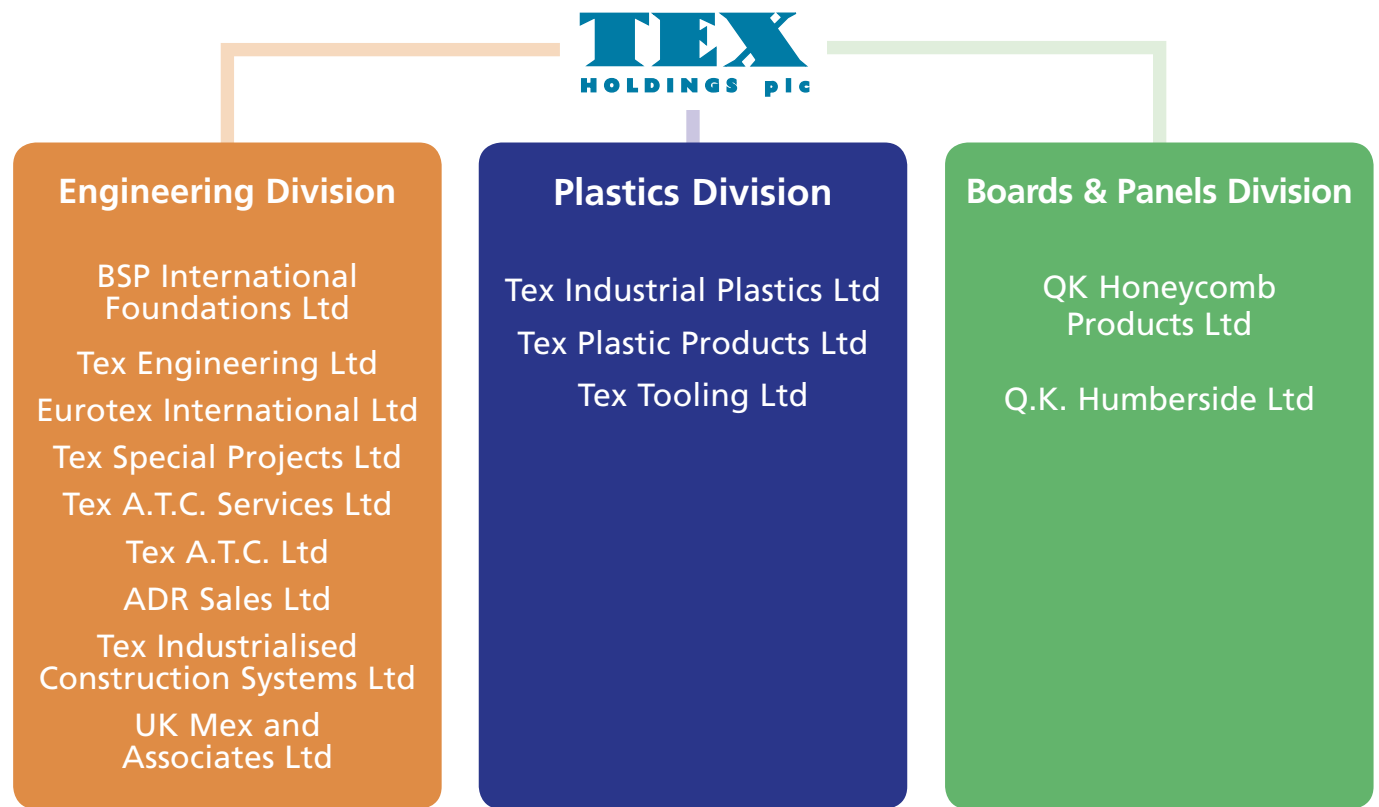 TEX
HOLDINGS plc
Engineering Division
BSP International
Foundations Ltd
Tex Engineering Ltd
Eurotex International Ltd
Tex Special Projects Ltd
Tex A.T.C. Services Ltd
Tex A.T.C. Ltd
ADR Sales Ltd
Tex Industrialised
Construction Systems Ltd
UK Mex and
Associates Ltd
Plastics Division
Tex Industrial Plastics Ltd
Tex Plastic Products Ltd
Tex Tooling Ltd
Boards & Panels Division
QK Honeycomb
Products Ltd
Q.K. Humberside Ltd